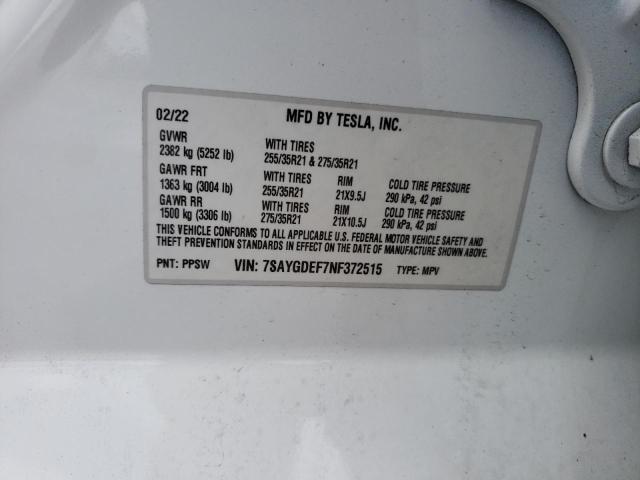 02/22 MFD BY TESLA, INC.
GVWR
2382 kg (5252 lb) WITH TIRES
255/35R21 & 275/35R21
GAWR FRT
1363 kg (3004 lb) WITH TIRES
255/35R21 RIM
21X9.5J COLD TIRE PRESSURE
290 kPa, 42 psi
GAWR RR
1500 kg (3306 lb) WITH TIRES
275/35R21 RIM
21X10.5J COLD TIRE PRESSURE
290 kPa, 42 psi
THIS VEHICLE CONFORMS TO ALL APPLICABLE U.S. FEDERAL MOTOR VEHICLE SAFETY AND
THEFT PREVENTION STANDARDS IN EFFECT ON THE DATE OF MANUFACTURE SHOWN ABOVE.
PNT: PPSW VIN: 7SAYGDEF7NF372515 TYPE: MPV